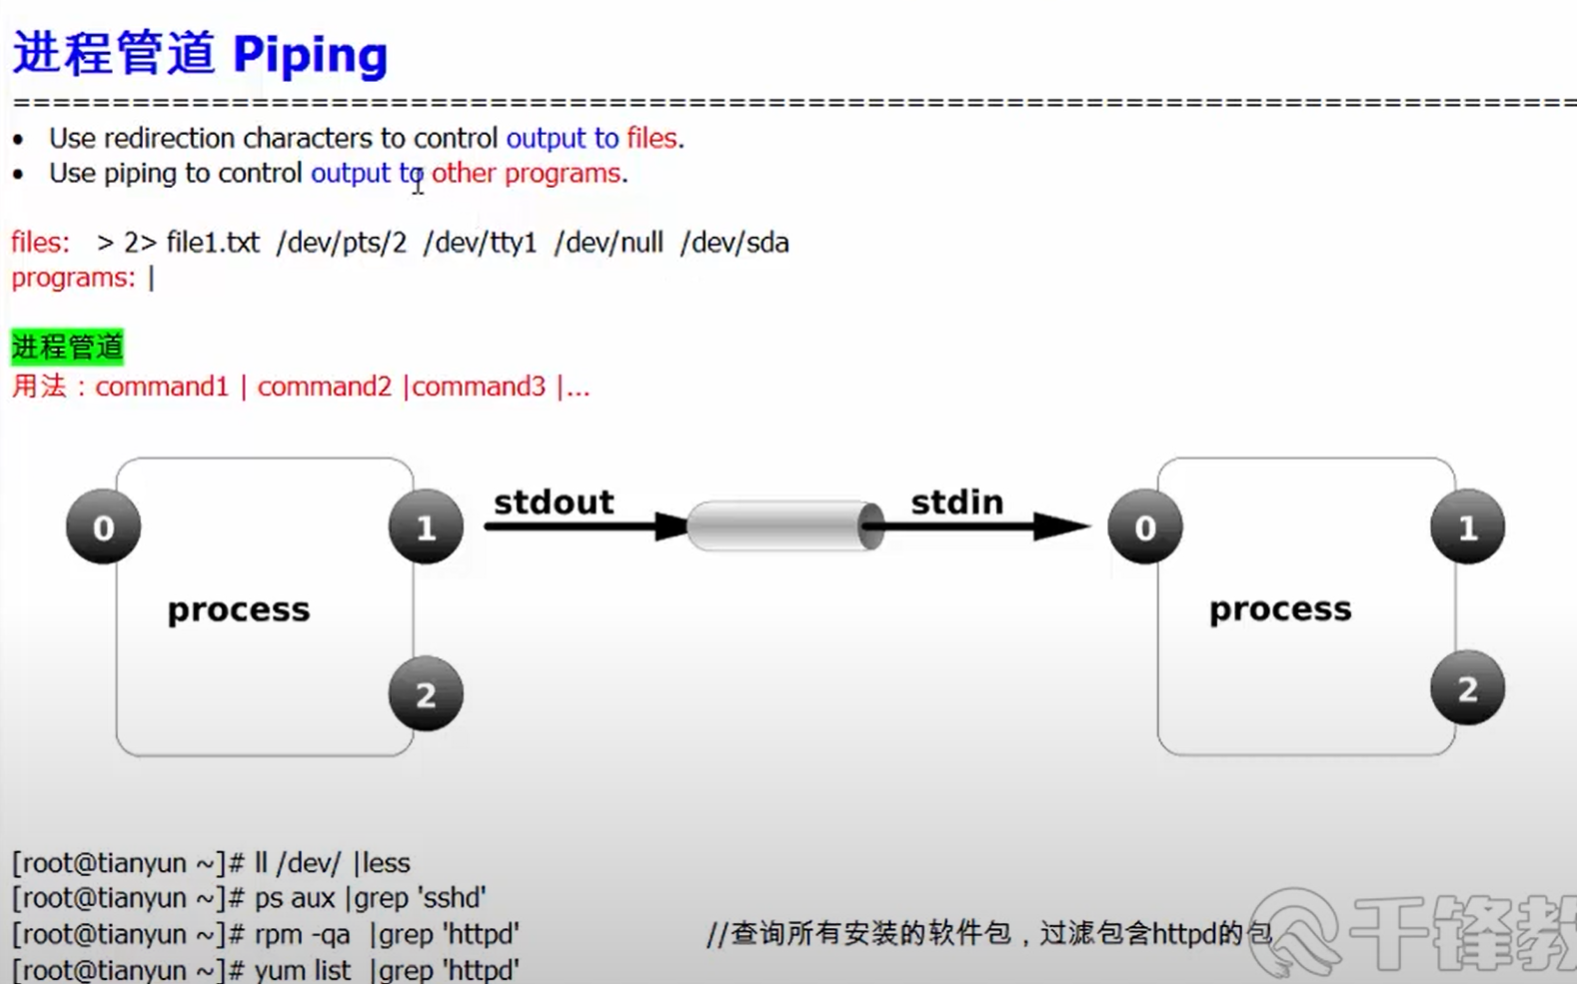 进程管道 Piping
================================================================================
• Use redirection characters to control output to files.
• Use piping to control output to other programs.
files: > 2> file1.txt /dev/pts/2 /dev/tty1 /dev/null /dev/sda
programs: |
进程管道
用法：command1 | command2 |command3 |...
stdout stdin
0 1 0 1
process process
2 2
[root@tianyun ~]# ll /dev/ |less
[root@tianyun ~]# ps aux |grep 'sshd'
[root@tianyun ~]# rpm -qa |grep 'httpd' //查询所有安装的软件包，过滤包含httpd的包
[root@tianyun ~]# yum list |grep 'httpd'
千锋教